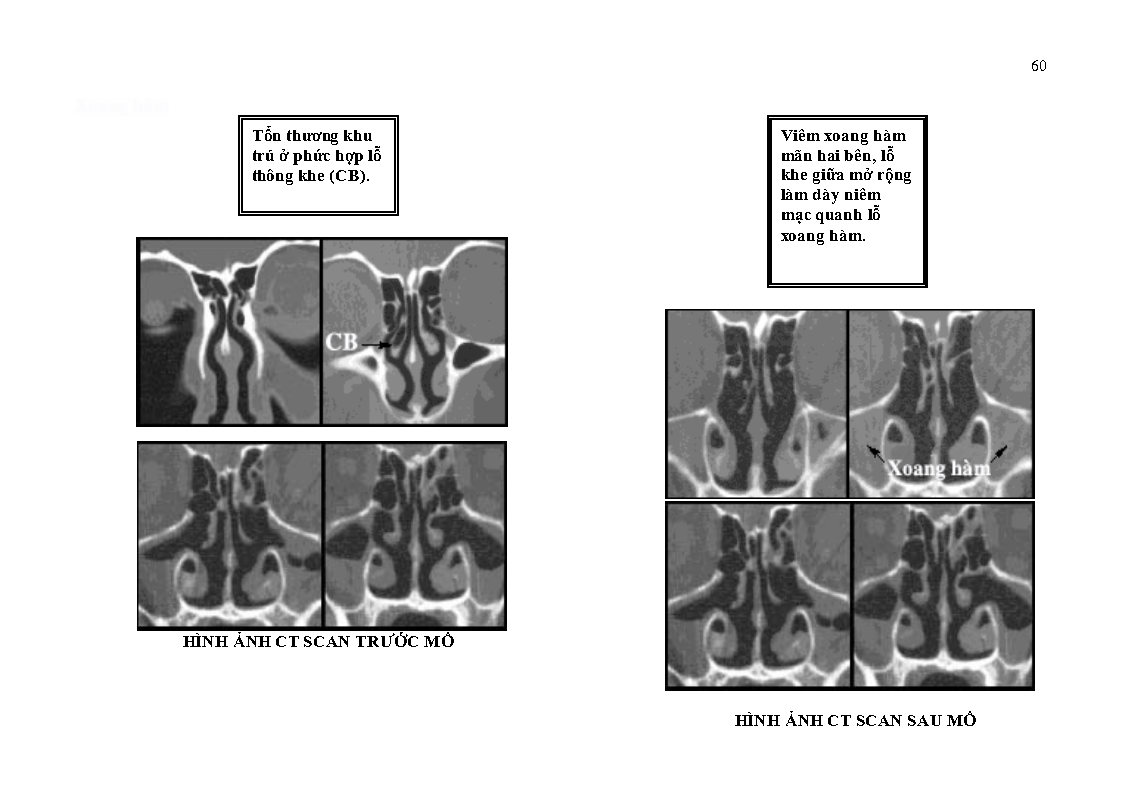 60
Tổn thương khu
trú ở phức hợp lỗ
thông khe (CB).
Viêm xoang hàm
mãn hai bên, lỗ
khe giữa mở rộng
làm dày niêm
mạc quanh lỗ
xoang hàm.
CB
Xoang hàm
HÌNH ẢNH CT SCAN TRƯỚC MỔ
HÌNH ẢNH CT SCAN SAU MỔ